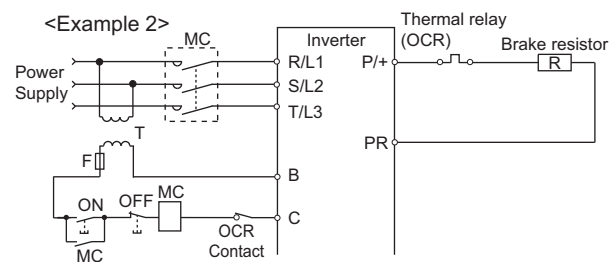 <Example 2>
MC
Power
Supply
Inverter
R/L1
S/L2
T/L3
P/+
Thermal relay
(OCR)
Brake resistor
R
PR
T
F
B
ON
OFF
MC
C
MC
OCR
Contact